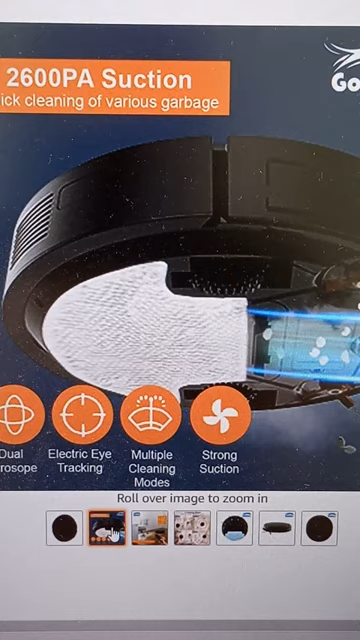 2600PA Suction
ick cleaning of various garbage
Go
Dual
roscope
Electric Eye
Tracking
Multiple
Cleaning
Modes
Strong
Suction
Roll over image to zoom in